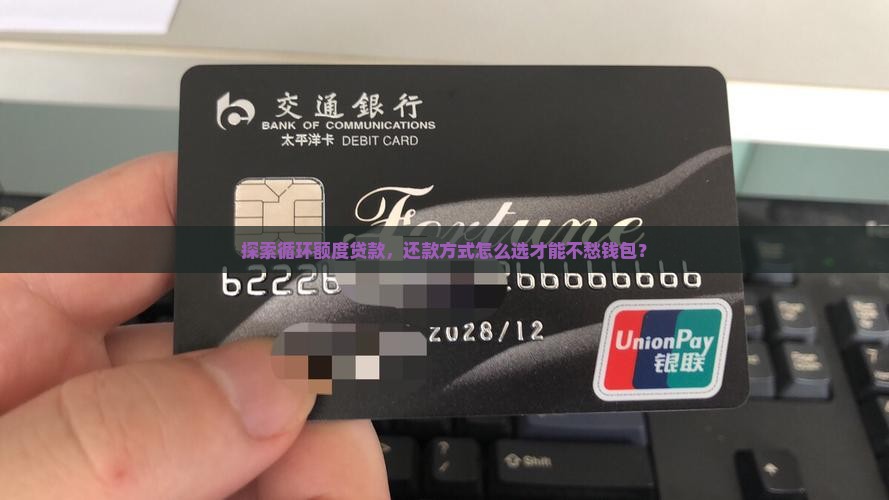 交通銀行
BANK OF COMMUNICATIONS
太平洋卡 DEBIT CARD
Fortune
探索循环额度贷款，还款方式怎么选才能不愁钱包？
2028/12
UnionPay
银联
Shift